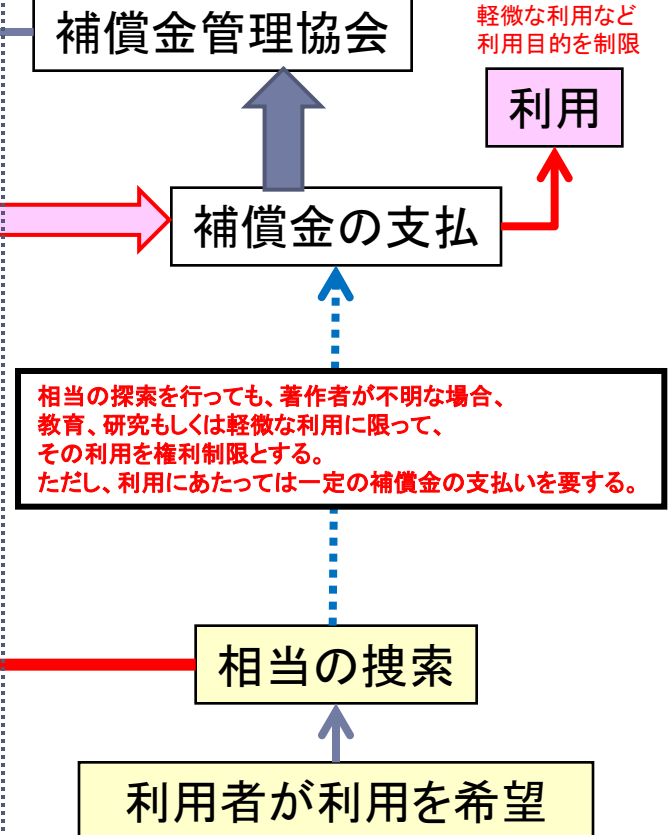 補償金管理協会
軽微な利用など
利用目的を制限
利用
補償金の支払
相当の探索を行っても、著作者が不明な場合、
教育、研究もしくは軽微な利用に限って、
その利用を権利制限とする。
ただし、利用にあたっては一定の補償金の支払いを要する。
相当の捜索
利用者が利用を希望